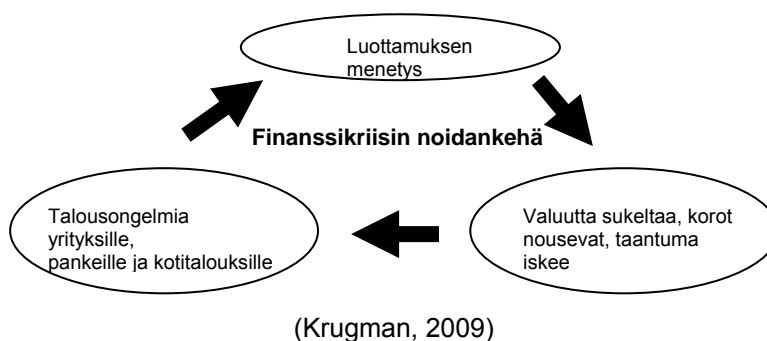 Luottamuksen
menetys
Finanssikriisin noidankehä
Talousongelmia
yrityksille,
pankeille ja kotitalouksille
Valuutta sukeltaa, korot
nousevat, taantuma
iskee
(Krugman, 2009)